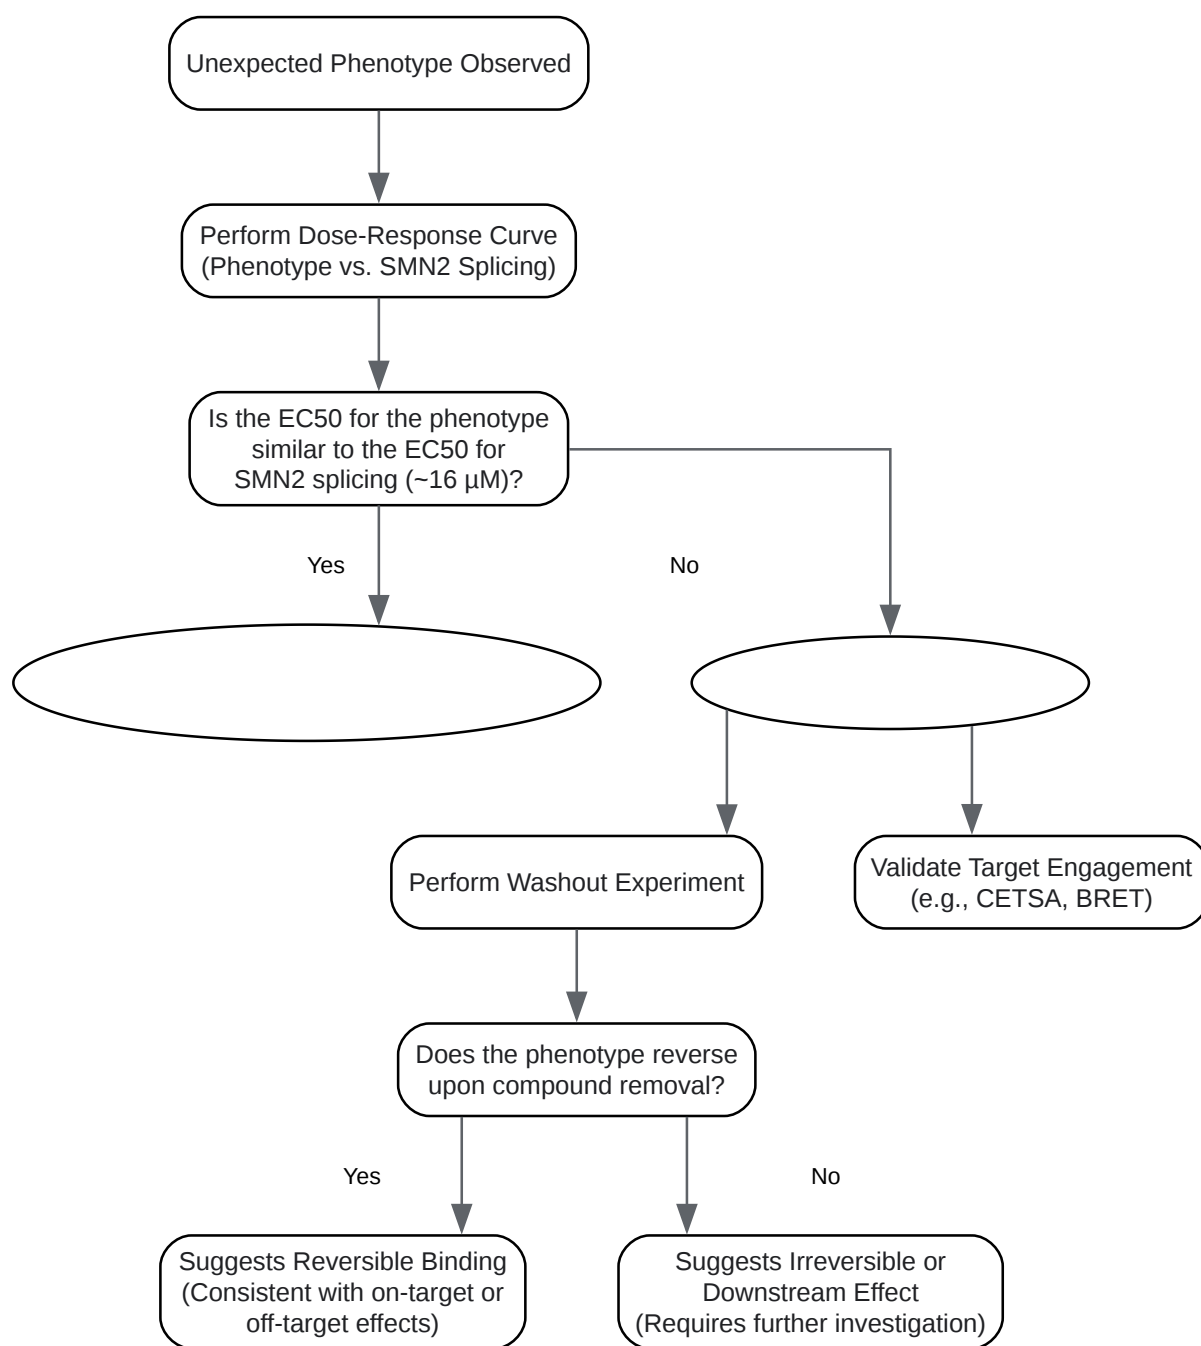 Unexpected Phenotype Observed
Perform Dose-Response Curve
(Phenotype vs. SMN2 Splicing)
Is the EC50 for the phenotype
similar to the EC50 for
SMN2 splicing (~16 µM)?
Yes
No
Perform Washout Experiment
Validate Target Engagement
(e.g., CETSA, BRET)
Does the phenotype reverse
upon compound removal?
Yes
No
Suggests Reversible Binding
(Consistent with on-target or
off-target effects)
Suggests Irreversible or
Downstream Effect
(Requires further investigation)